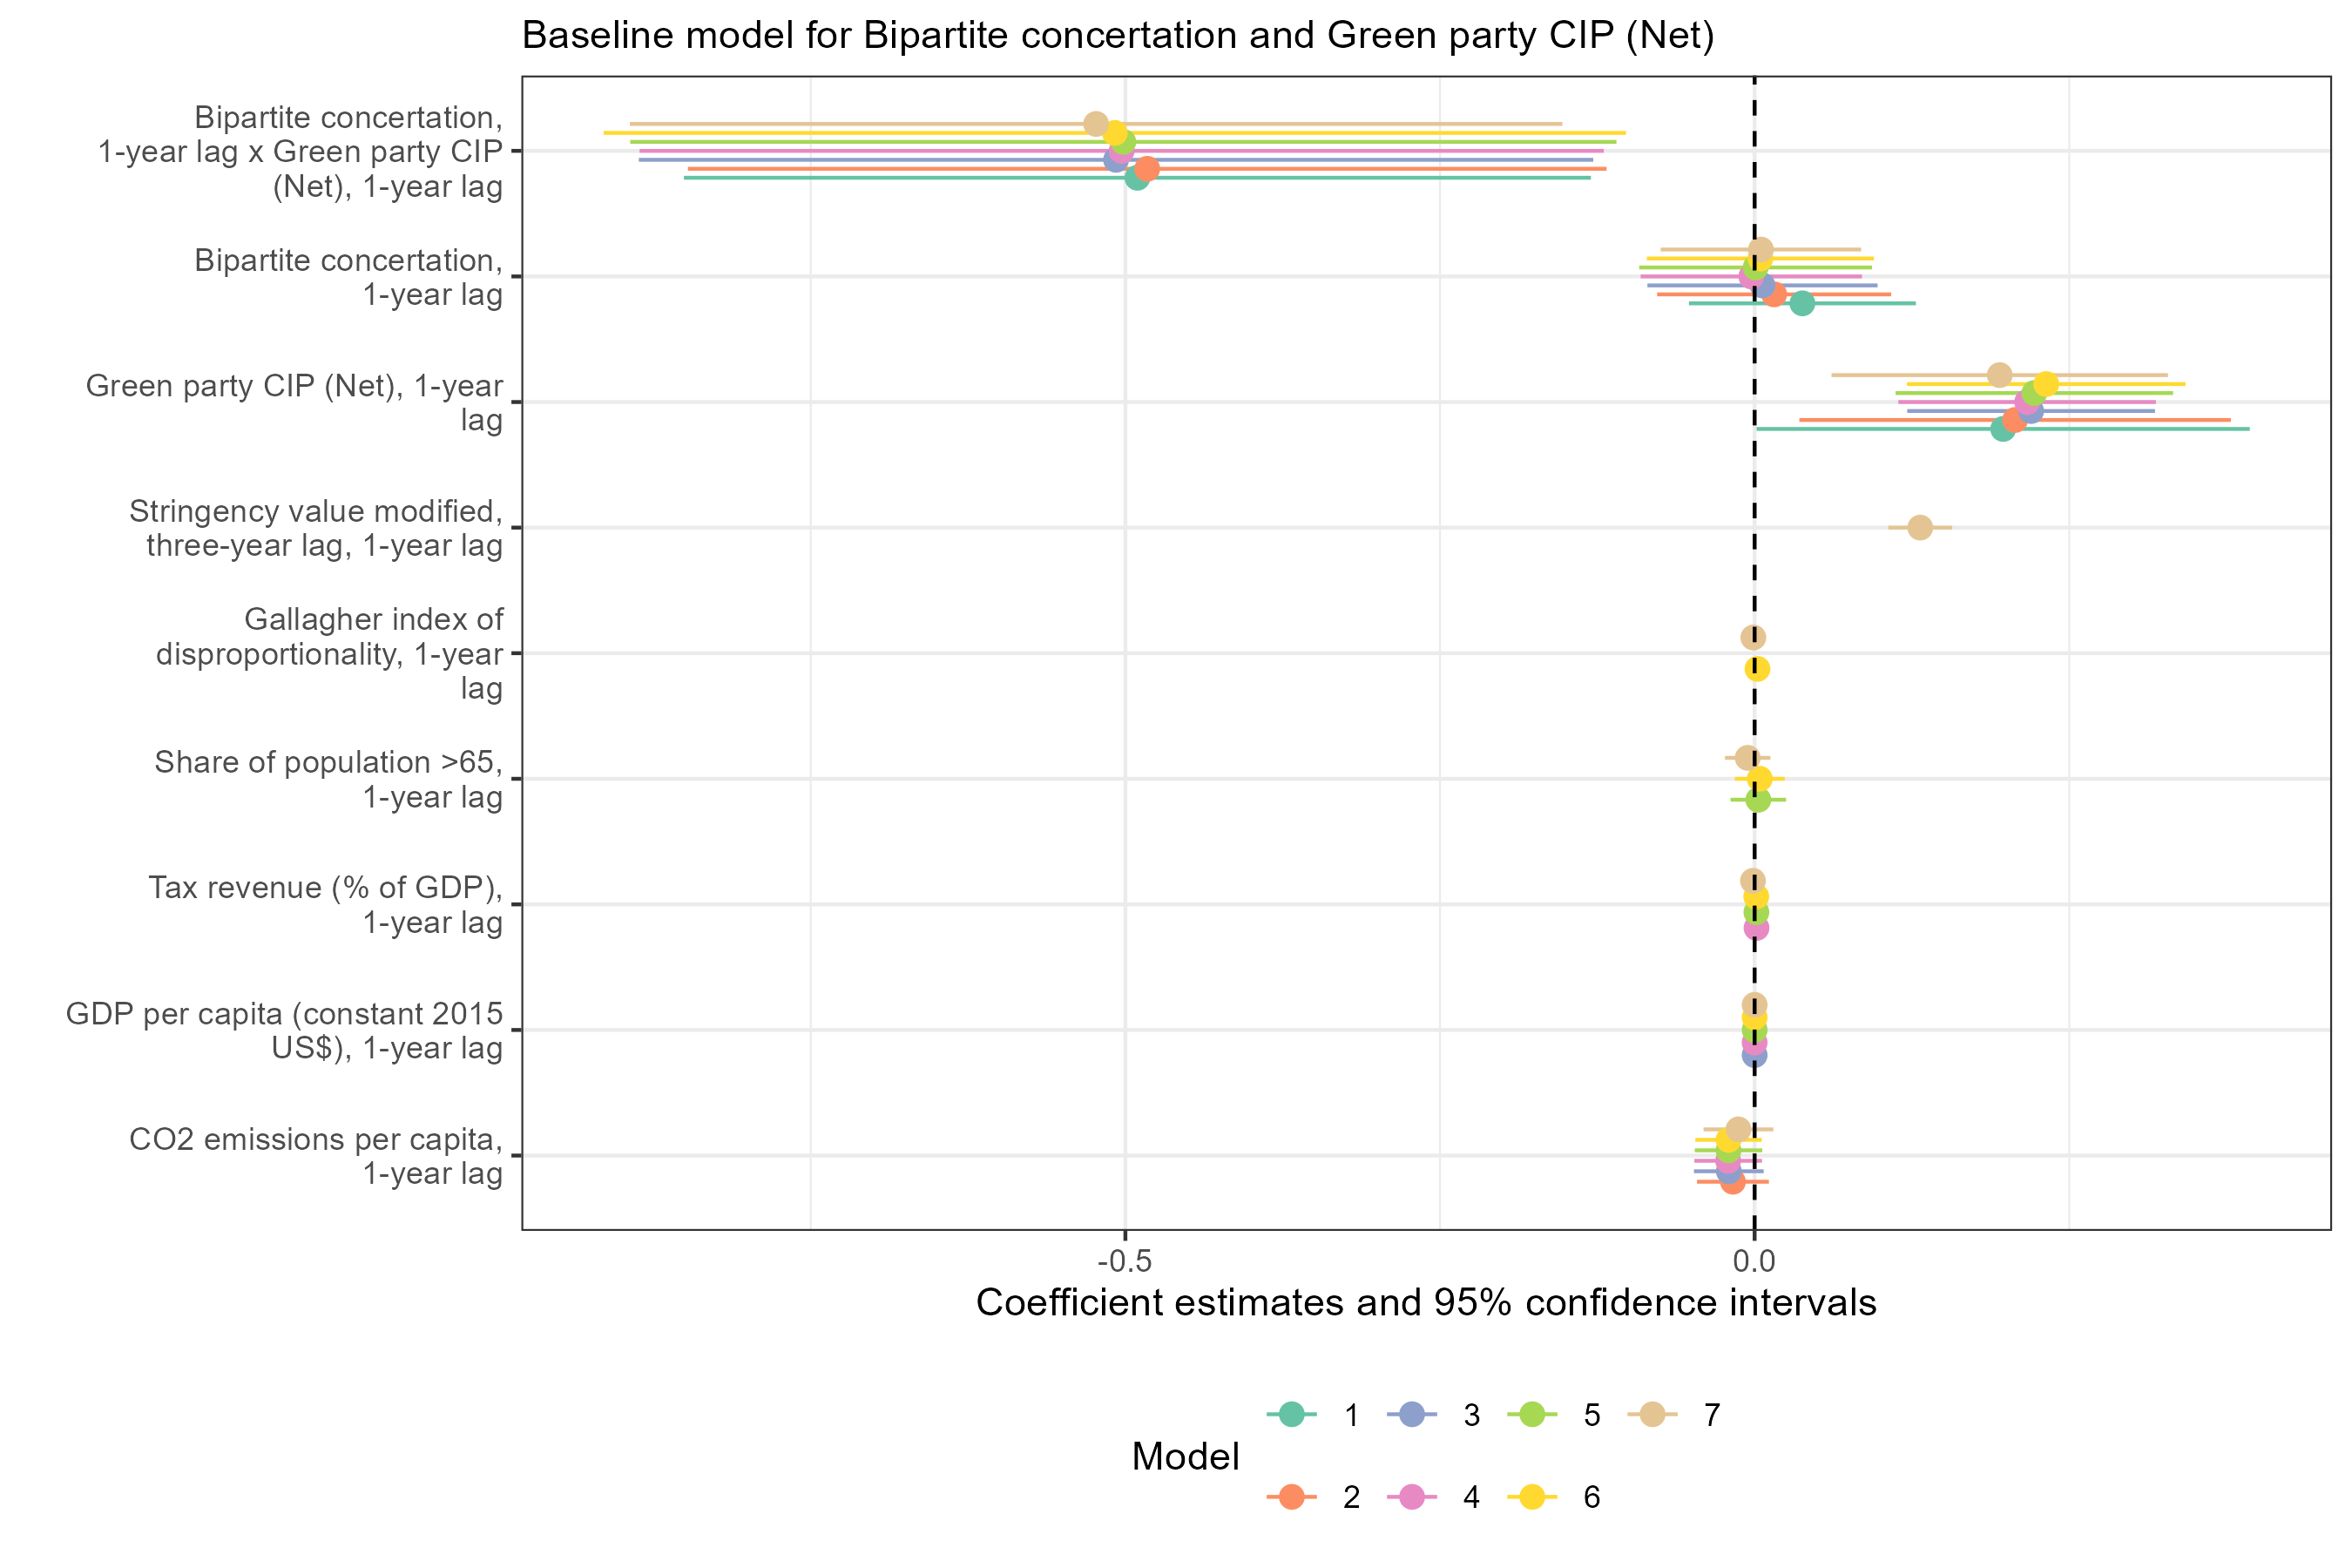 Baseline model for Bipartite concertation and Green party CIP (Net)
Bipartite concertation,
1-year lag x Green party CIP
(Net), 1-year lag
Bipartite concertation,
1-year lag
Green party CIP (Net), 1-year
lag
Stringency value modified,
three-year lag, 1-year lag
Gallagher index of
disproportionality, 1-year
lag
Share of population >65,
1-year lag
Tax revenue (% of GDP),
1-year lag
GDP per capita (constant 2015
US$), 1-year lag
CO2 emissions per capita,
1-year lag
-0.5 0.0
Coefficient estimates and 95% confidence intervals
Model
1 3 5 7
2 4 6